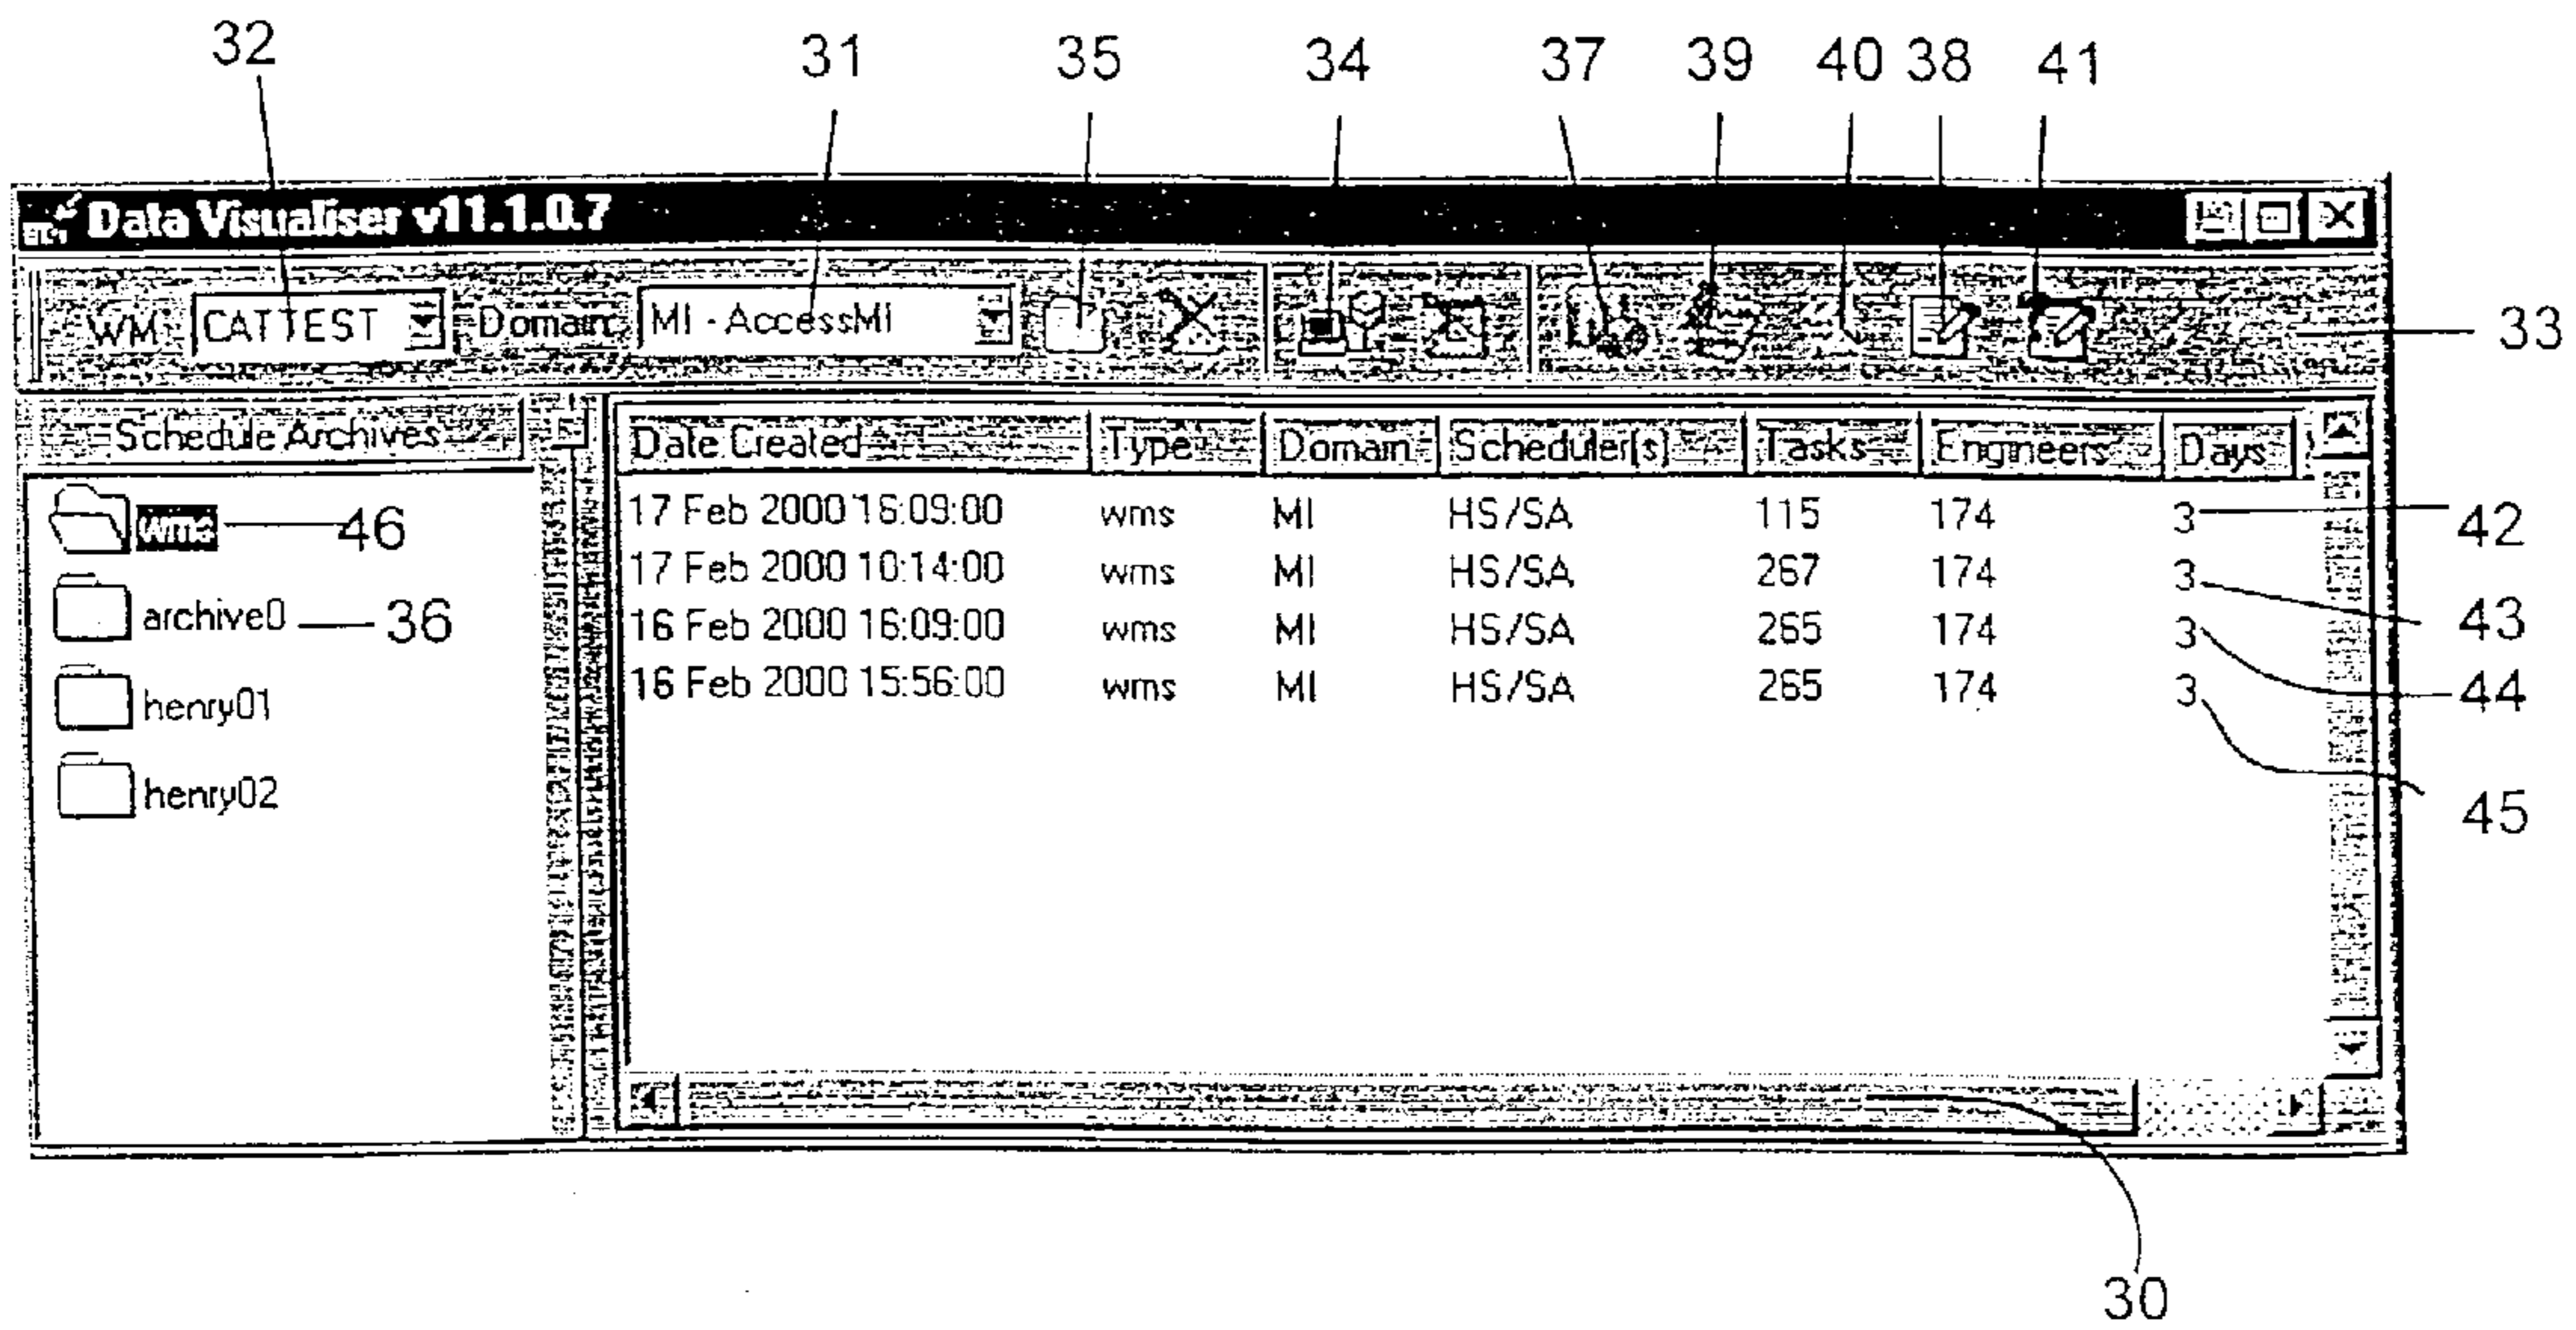 32 31 35 34 37 39 40 38 41
Data Visualiser v11.1.0.7
WM CATTEST Domain: MI - AccessMI 33
Schedule Archives Date Created Type Domain Scheduler[s] Tasks Engineers Days
wms 46 17 Feb 2000 16:09:00 wms MI HS/SA 115 174 3 42
17 Feb 2000 10:14:00 wms MI HS/SA 267 174 3 43
archive0 36 16 Feb 2000 16:09:00 wms MI HS/SA 265 174 3 44
henry01 16 Feb 2000 15:56:00 wms MI HS/SA 265 174 3 45
henry02
30